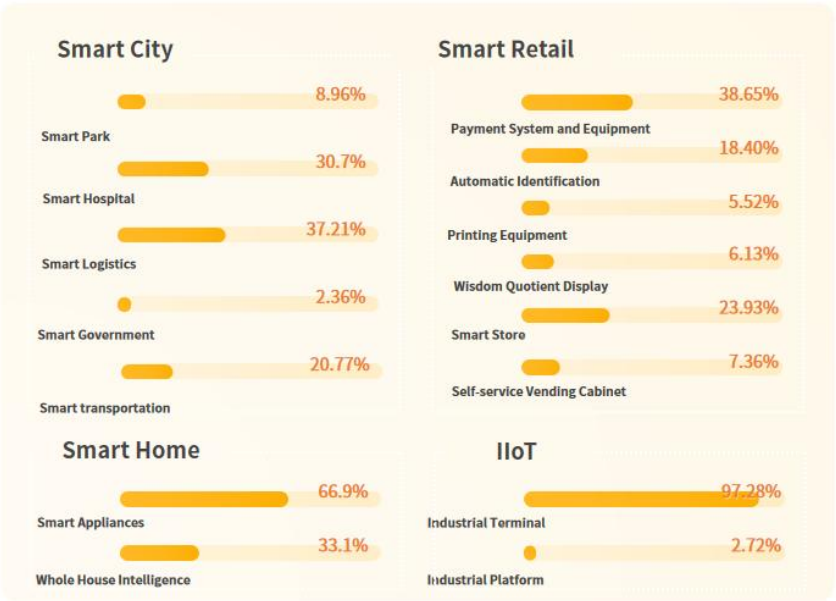 Smart City
8.96%
Smart Park
30.7%
Smart Hospital
37.21%
Smart Logistics
2.36%
Smart Government
20.77%
Smart transportation
Smart Retail
38.65%
Payment System and Equipment
18.40%
Automatic Identification
5.52%
Printing Equipment
6.13%
Wisdom Quotient Display
23.93%
Smart Store
7.36%
Self-service Vending Cabinet
Smart Home
66.9%
Smart Appliances
33.1%
Whole House Intelligence
IIoT
97.28%
Industrial Terminal
2.72%
Industrial Platform